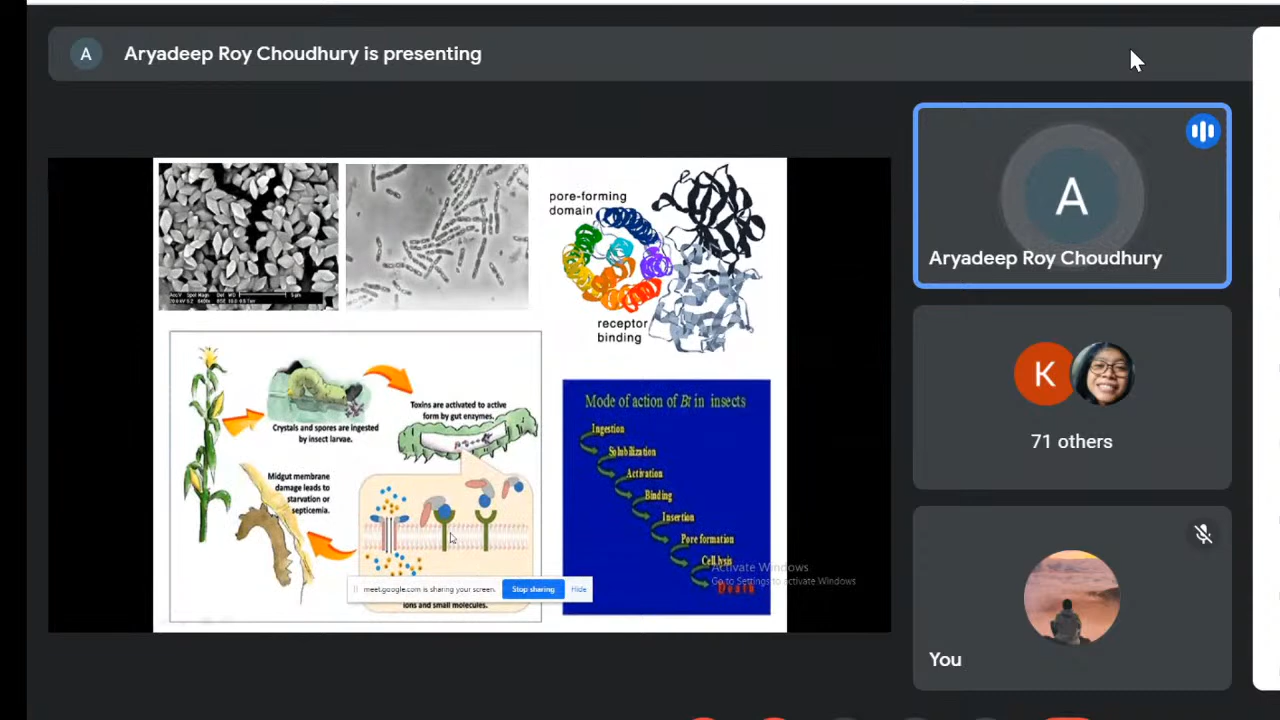 Aryadeep Roy Choudhury is presenting
A
pore-forming
domain
receptor
binding
Toxins are activated to active
form by gut enzymes.
Crystals and spores are ingested
by insect larvae.
Midgut membrane
damage leads to
starvation or
septicemia.
ions and small molecules.
meet.google.com is sharing your screen.
Stop sharing
Hide
Mode of action of Bt in insects
Ingestion
Solubilization
Activation
Binding
Insertion
Pore formation
Cell lysis
Death
Activate Windows
Go to Settings to activate Windows
A
Aryadeep Roy Choudhury
K
71 others
You